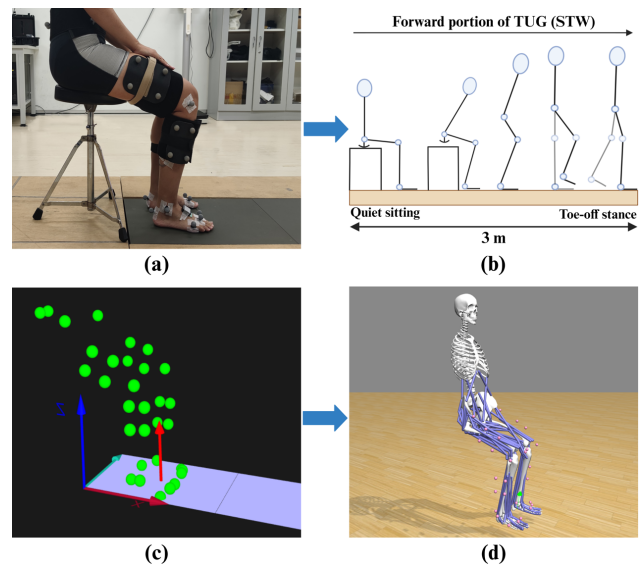 Forward portion of TUG (STW)
Quiet sitting
Toe-off stance
3 m
(a)
(b)
Z
x
(c)
(d)